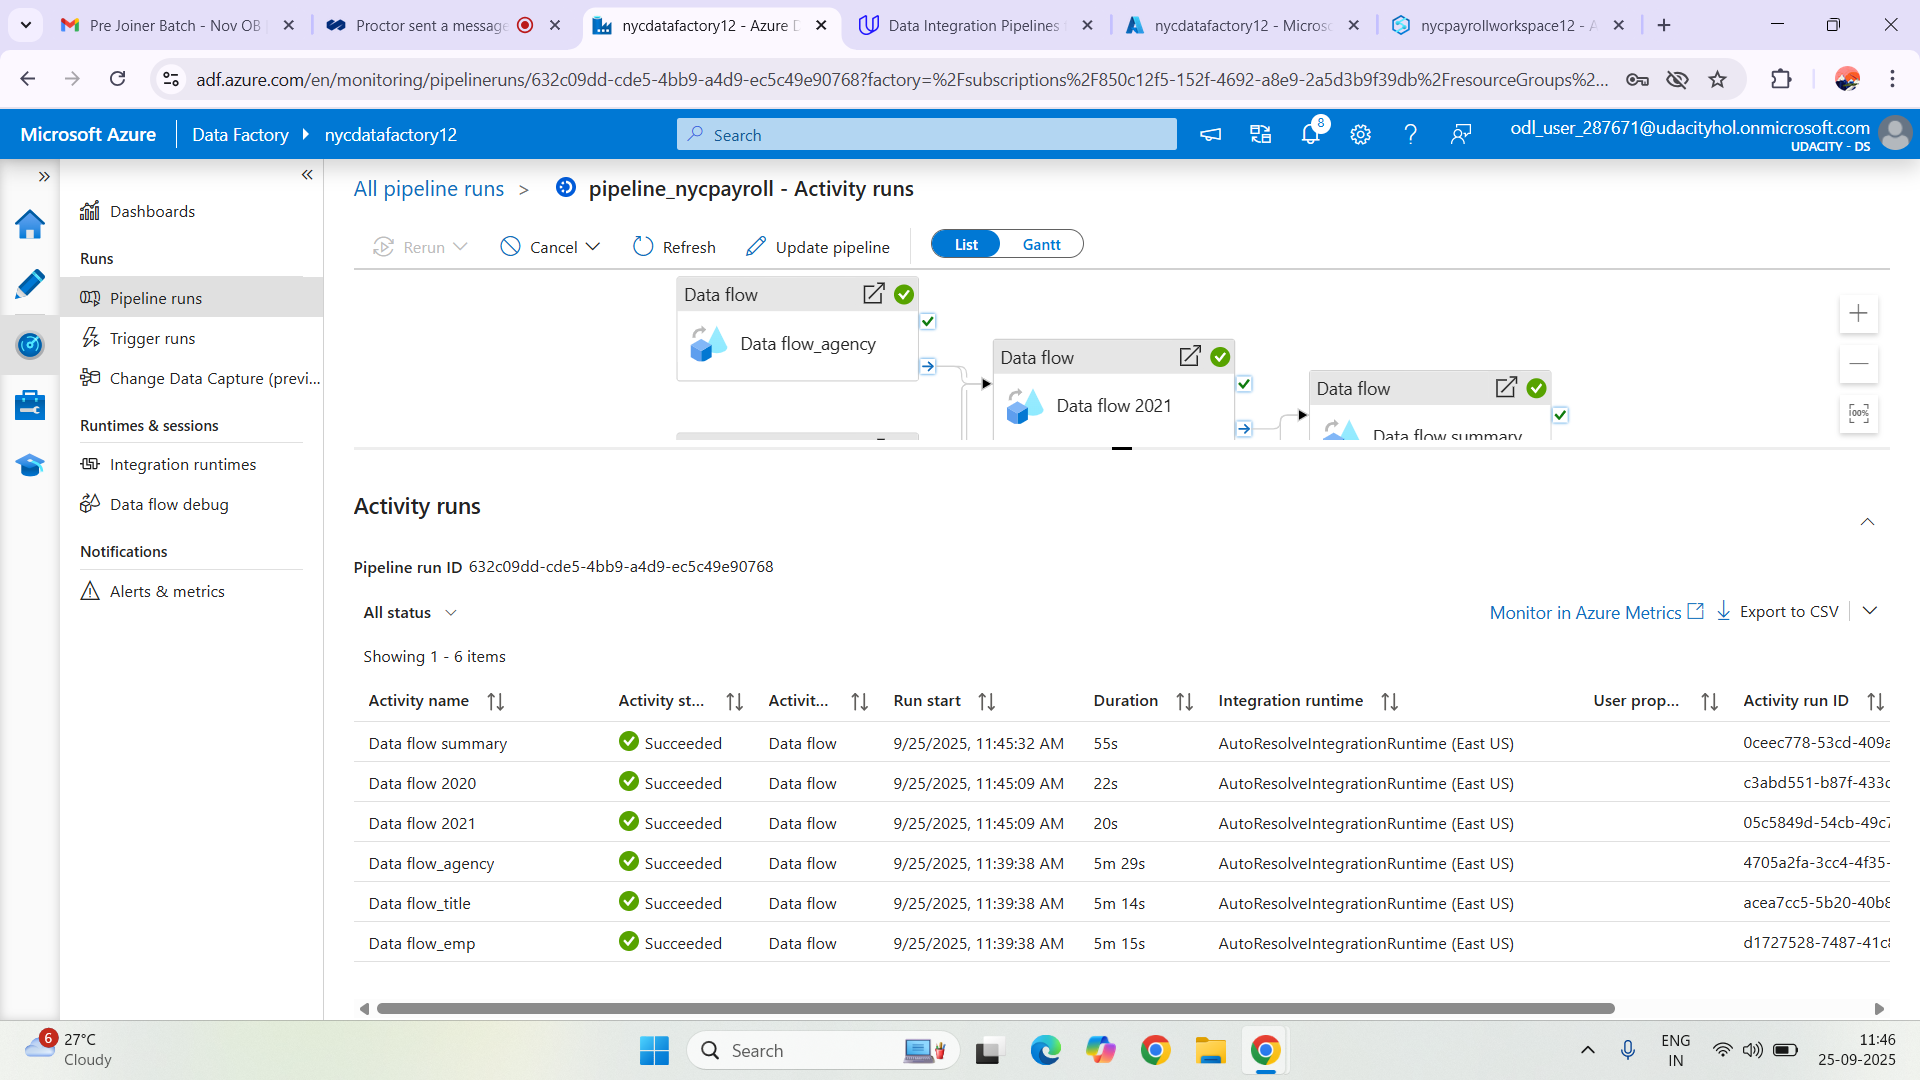 Pre Joiner Batch - Nov OB
Proctor sent a message
nycdatafactory12 - Azure D
Data Integration Pipelines
nycdatafactory12 - Micros
nycpayrollworkspace12 - A
adf.azure.com/en/monitoring/pipelineruns/632c09dd-cde5-4bb9-a4d9-ec5c49e90768?factory=%2Fsubscriptions%2F850c12f5-152f-4692-a8e9-2a5d3b9f39db%2FresourceGroups%2...
Microsoft Azure
Data Factory
nycdatafactory12
Search
8
odl_user_287671@udacityhol.onmicrosoft.com
UDACITY - DS
Dashboards
Runs
Pipeline runs
Trigger runs
Change Data Capture (previ...
Runtimes & sessions
Integration runtimes
Data flow debug
Notifications
Alerts & metrics
All pipeline runs > pipeline_nycpayroll - Activity runs
Rerun
Cancel
Refresh
Update pipeline
List
Gantt
Data flow
Data flow_agency
Data flow
Data flow 2021
Data flow
Data flow summary
100%
Activity runs
Pipeline run ID 632c09dd-cde5-4bb9-a4d9-ec5c49e90768
All status
Monitor in Azure Metrics
Export to CSV
Showing 1 - 6 items
Activity name Activity st... Activit... Run start Duration Integration runtime User prop... Activity run ID
Data flow summary Succeeded Data flow 9/25/2025, 11:45:32 AM 55s AutoResolveIntegrationRuntime (East US) 0ceec778-53cd-409a
Data flow 2020 Succeeded Data flow 9/25/2025, 11:45:09 AM 22s AutoResolveIntegrationRuntime (East US) c3abd551-b87f-433c
Data flow 2021 Succeeded Data flow 9/25/2025, 11:45:09 AM 20s AutoResolveIntegrationRuntime (East US) 05c5849d-54cb-49c7
Data flow_agency Succeeded Data flow 9/25/2025, 11:39:38 AM 5m 29s AutoResolveIntegrationRuntime (East US) 4705a2fa-3cc4-4f35-
Data flow_title Succeeded Data flow 9/25/2025, 11:39:38 AM 5m 14s AutoResolveIntegrationRuntime (East US) acea7cc5-5b20-40b8
Data flow_emp Succeeded Data flow 9/25/2025, 11:39:38 AM 5m 15s AutoResolveIntegrationRuntime (East US) d1727528-7487-41c8
6
27°C
Cloudy
Search
ENG
IN
11:46
25-09-2025